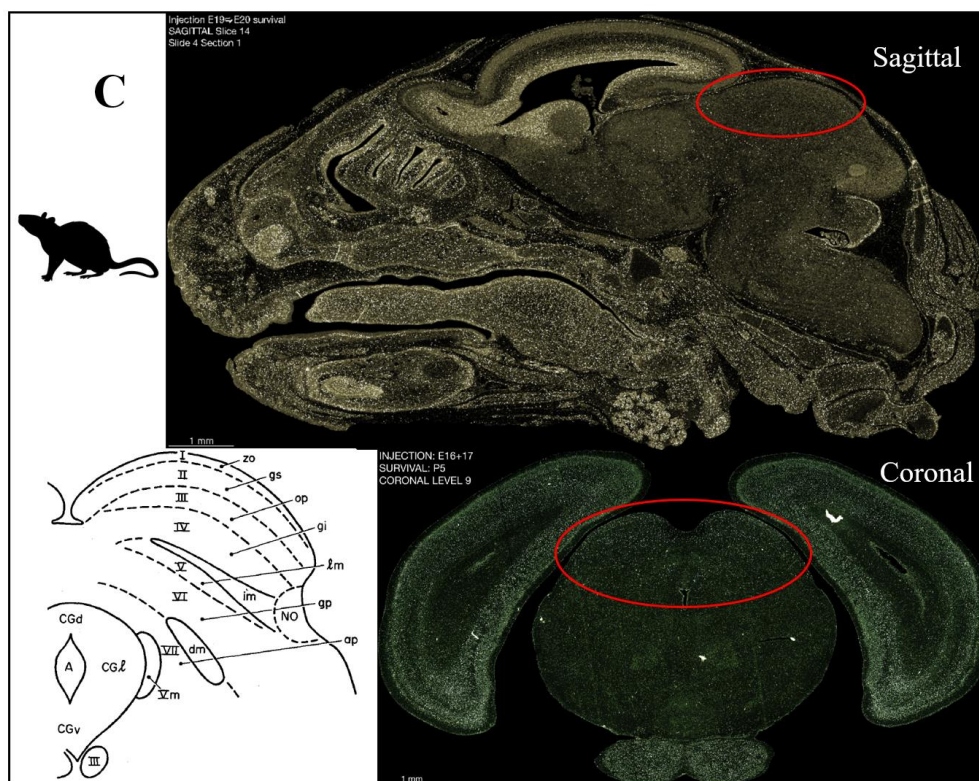 Injection E19⇒E20 survival
SAGITTAL Slice 14
Slide 4 Section 1
Sagittal
C
1 mm
INJECTION: E16+17
SURVIVAL: P5
CORONAL LEVEL 9
Coronal
I
zo
II
gs
III
op
IV
gi
V
ℓm
VI
im
gp
NO
CGd
VII
dm
ap
A
CGℓ
Vm
CGv
III
1 mm